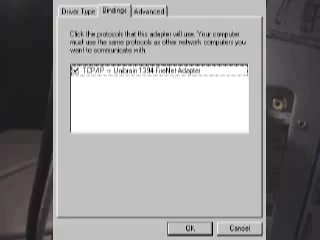 Driver Type Bindings Advanced
Click the protocols that this adapter will use. Your computer
must use the same protocols as other network computers you
want to communicate with.
TCP/IP -> Unibrain 1394 FireNet Adapter
OK Cancel